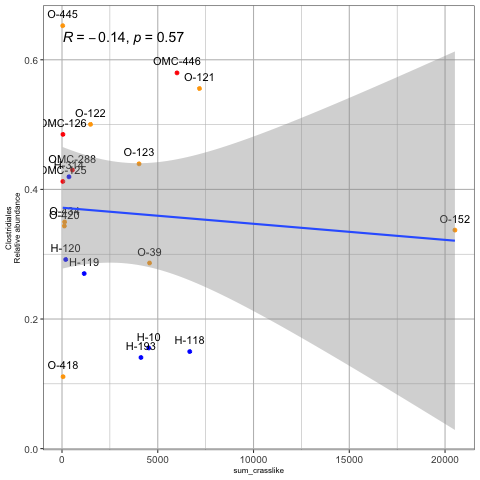 O-445
R = −0.14, p = 0.57
OMC-446
O-121
O-122
OMC-126
O-123
OMC-288
OMC-125
O-420
O-152
H-120
H-119
O-39
H-10
H-193
H-118
O-418
0.6
0.4
0.2
0.0
0
5000
10000
15000
20000
sum_crasslike
Clostridiales
Relative abundance